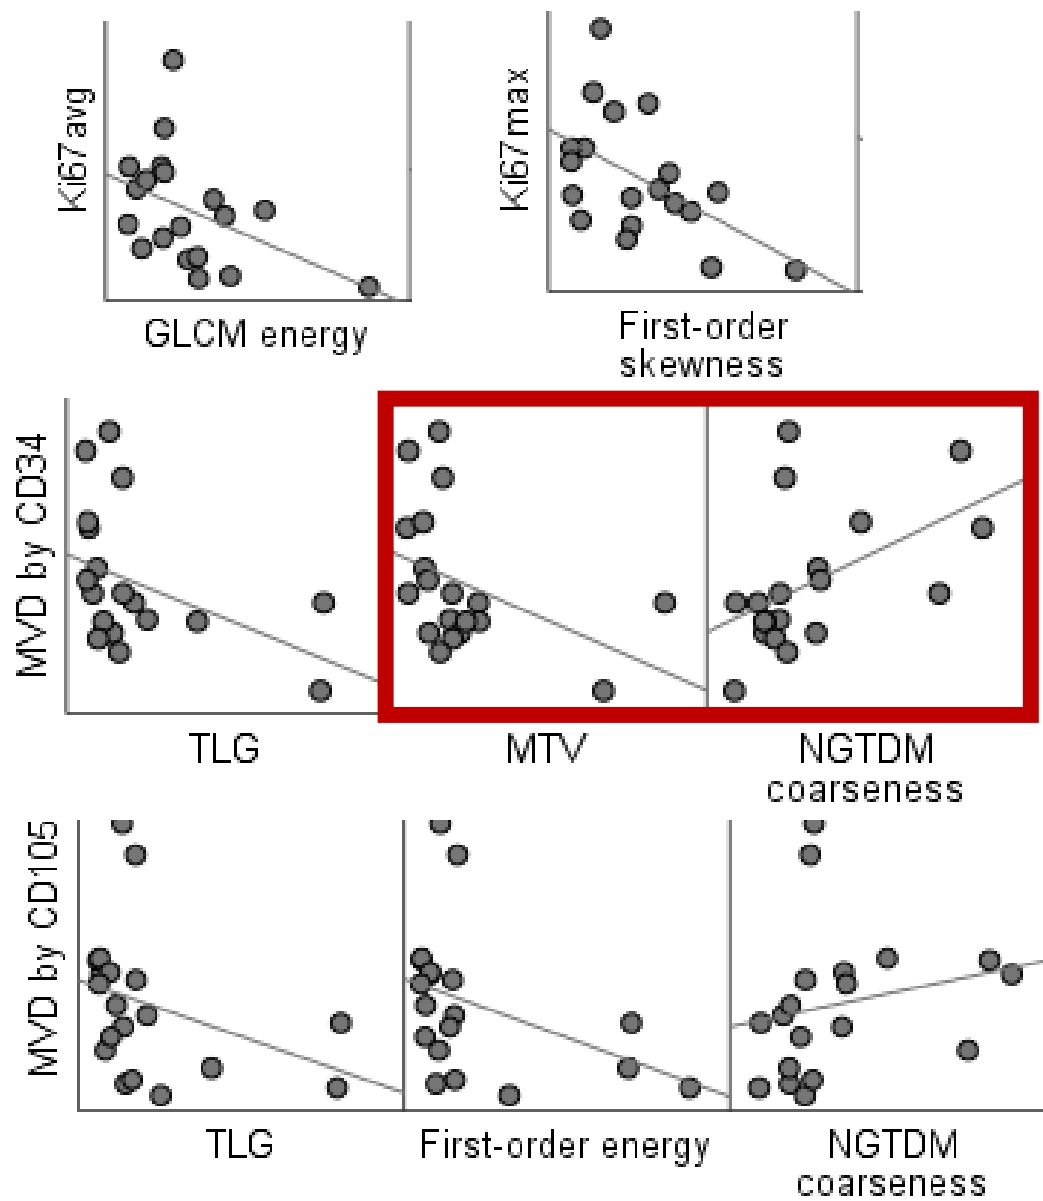 Ki67avg
Ki67max
GLCM energy
First-order
skewness
MVD by CD34
TLG
MTV
NGTDM
coarseness
MVD by CD105
TLG
First-order energy
NGTDM
coarseness